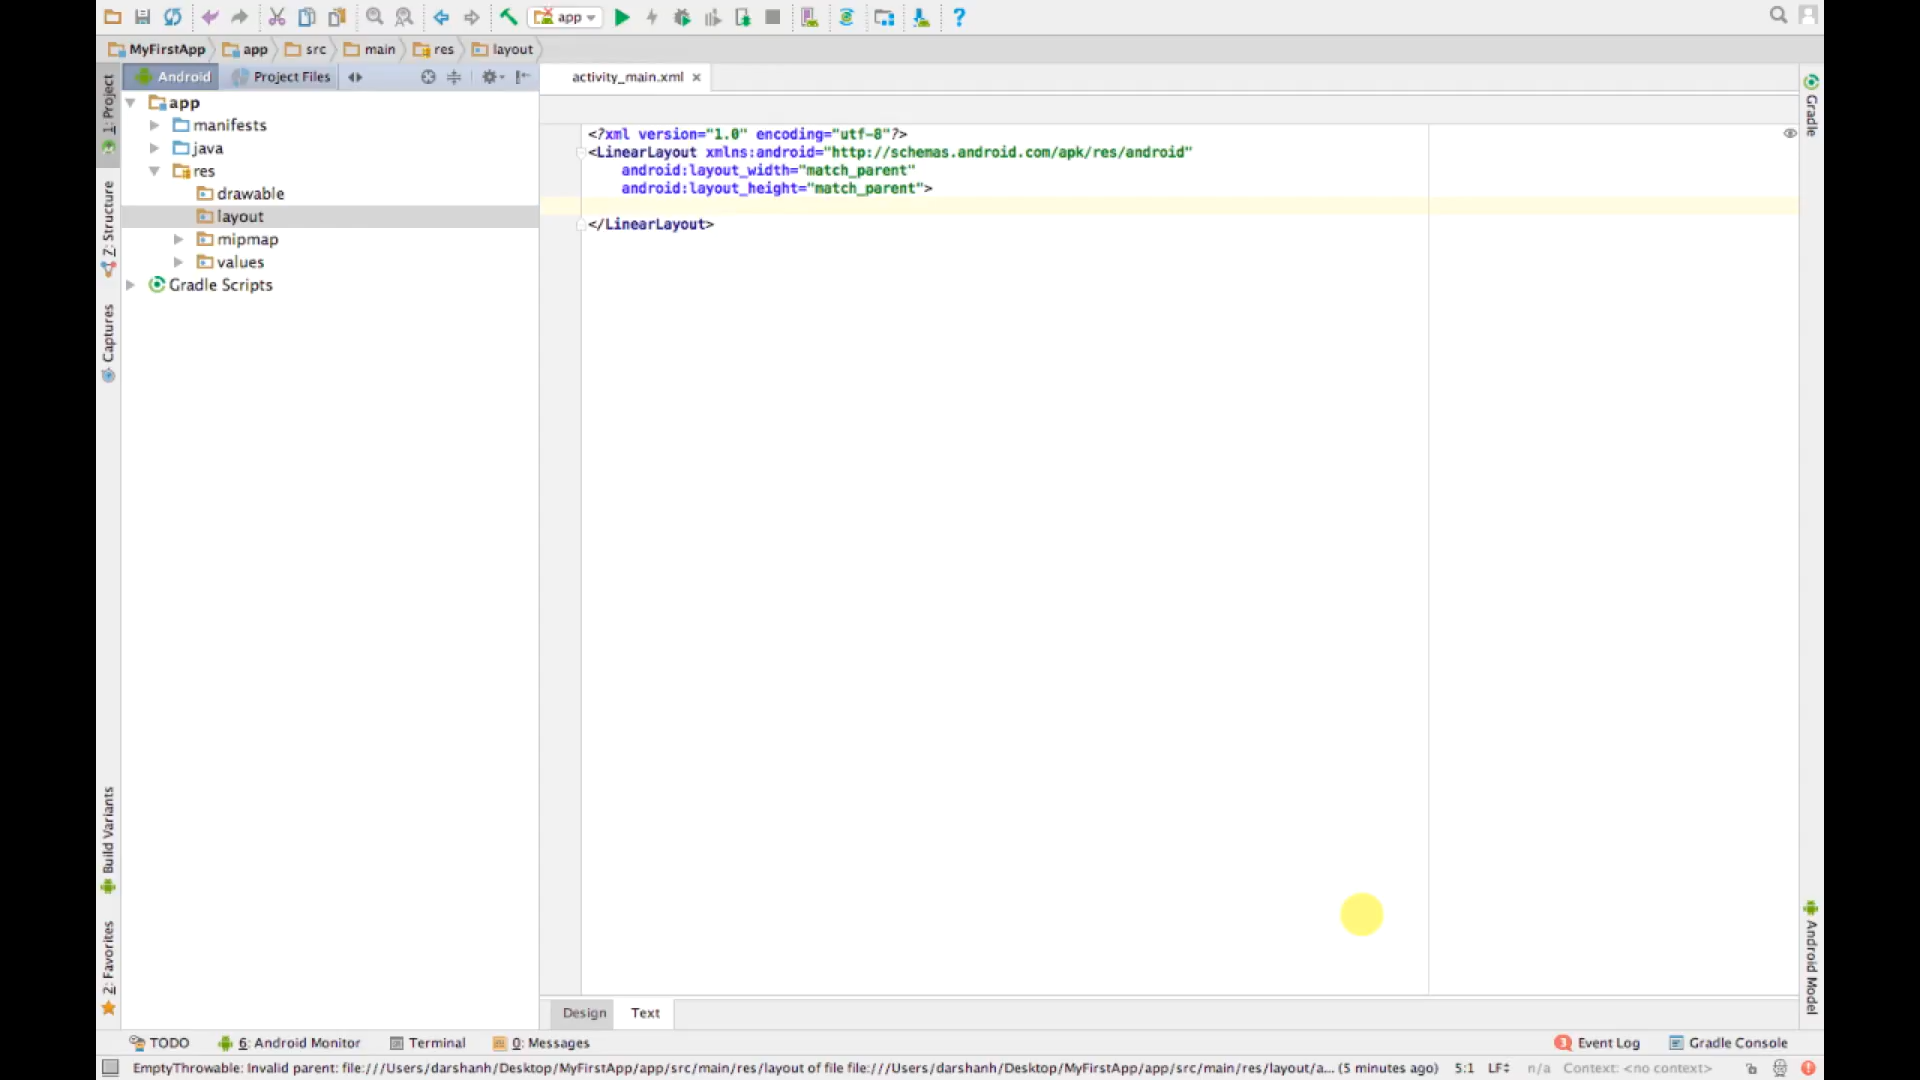 app
MyFirstApp app src main res layout
Android Project Files
activity_main.xml
1: Project
Z: Structure
Captures
Build Variants
2: Favorites
app
manifests
java
res
drawable
layout
mipmap
values
Gradle Scripts
<?xml version="1.0" encoding="utf-8"?>
<LinearLayout xmlns:android="http://schemas.android.com/apk/res/android"
android:layout_width="match_parent"
android:layout_height="match_parent">
</LinearLayout>
Gradle
Android Model
Design Text
TODO 6: Android Monitor Terminal 0: Messages Event Log Gradle Console
EmptyThrowable: Invalid parent: file:///Users/darshanh/Desktop/MyFirstApp/app/src/main/res/layout of file file:///Users/darshanh/Desktop/MyFirstApp/app/src/main/res/layout/a... (5 minutes ago) 5:1 LF n/a Context: <no context>